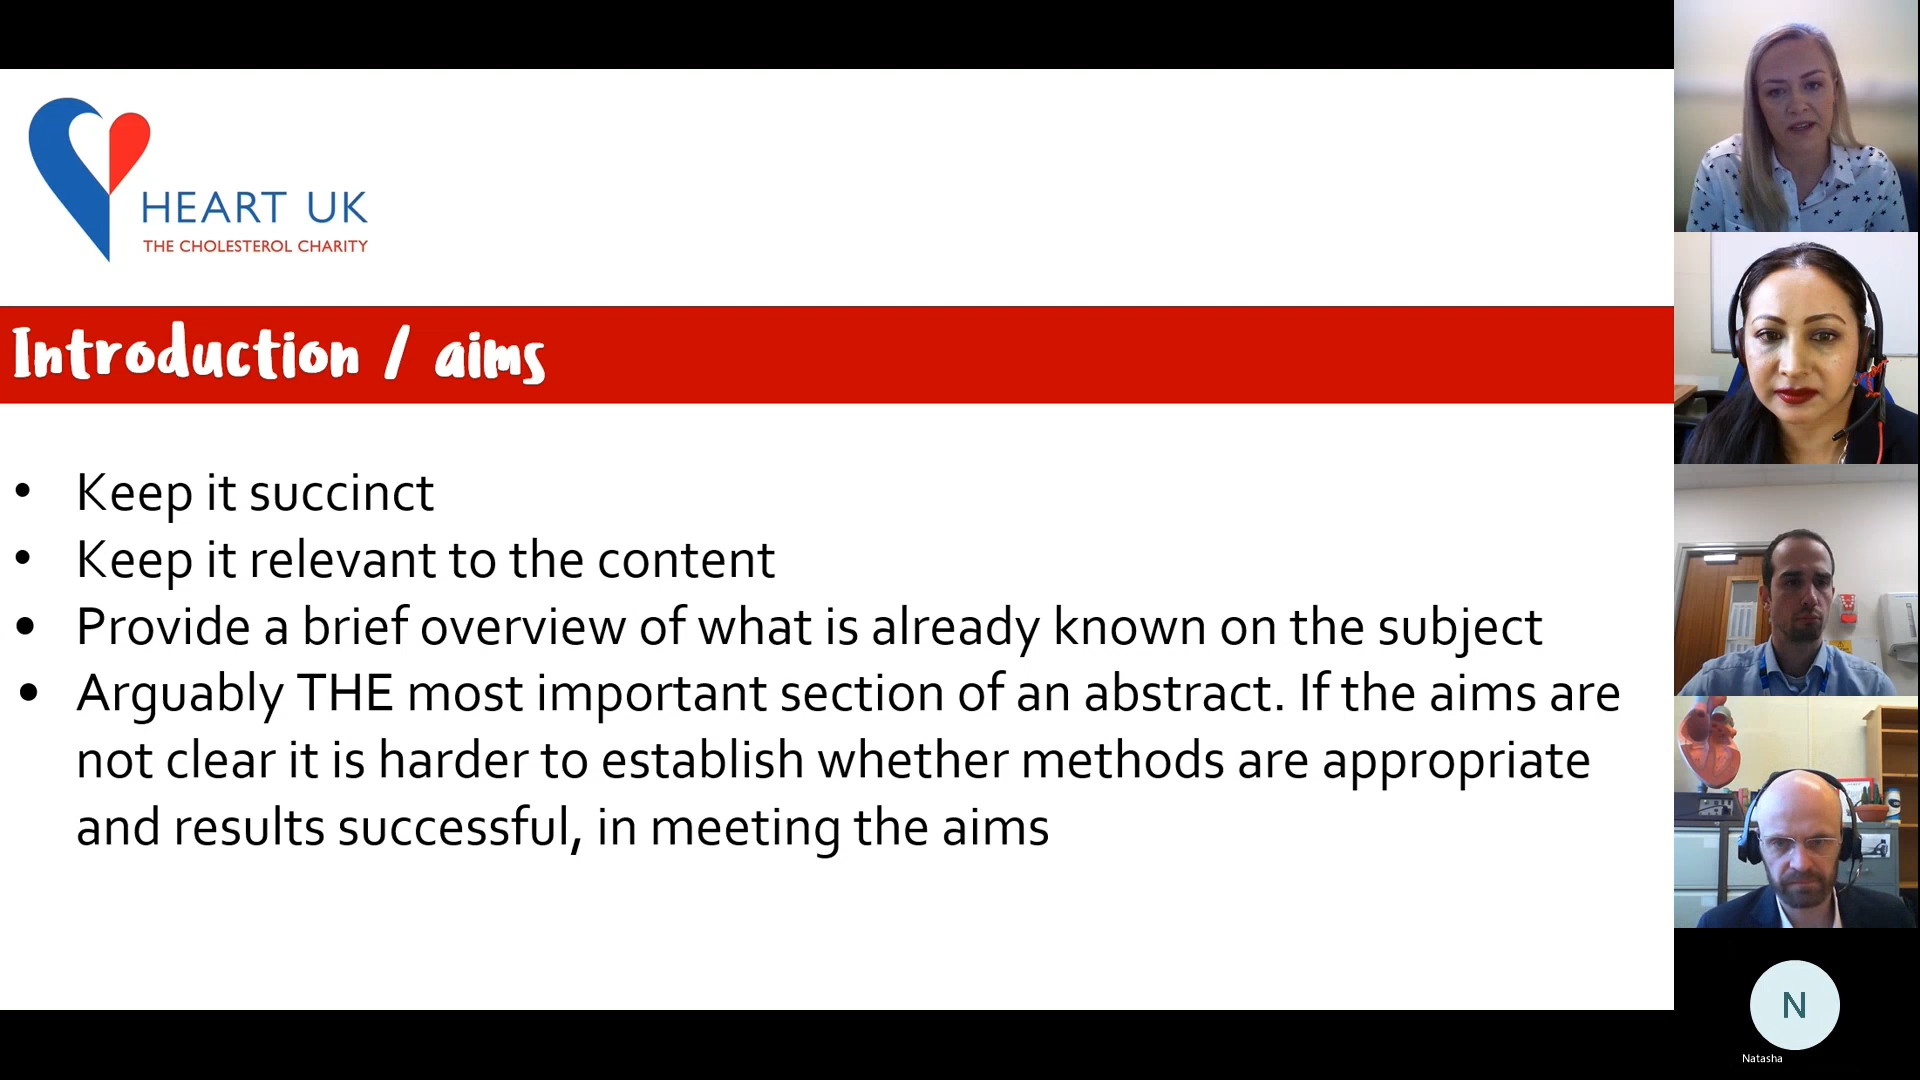 HEART UK
THE CHOLESTEROL CHARITY
Introduction / aims
• Keep it succinct
• Keep it relevant to the content
• Provide a brief overview of what is already known on the subject
• Arguably THE most important section of an abstract. If the aims are
not clear it is harder to establish whether methods are appropriate
and results successful, in meeting the aims
N
Natasha